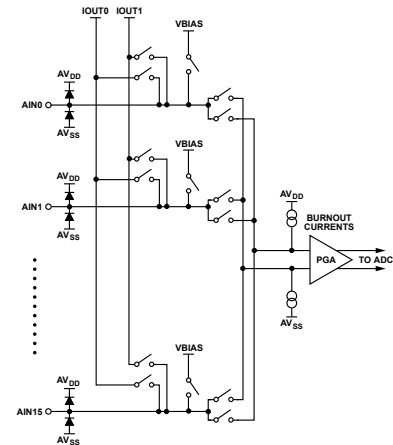 IOUT0 IOUT1
VBIAS
AVDD
AIN0
AVSS
VBIAS
AVDD
AIN1
AVSS
AVDD
BURNOUT
CURRENTS
PGA
TO ADC
AVSS
VBIAS
AVDD
AIN15
AVSS